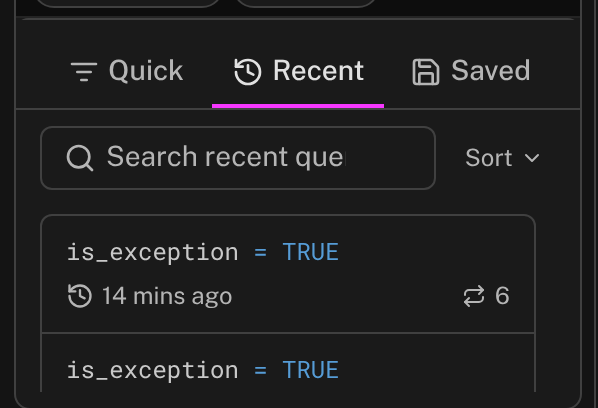 Quick Recent Saved
Search recent que
Sort
is_exception = TRUE
14 mins ago 6
is_exception = TRUE